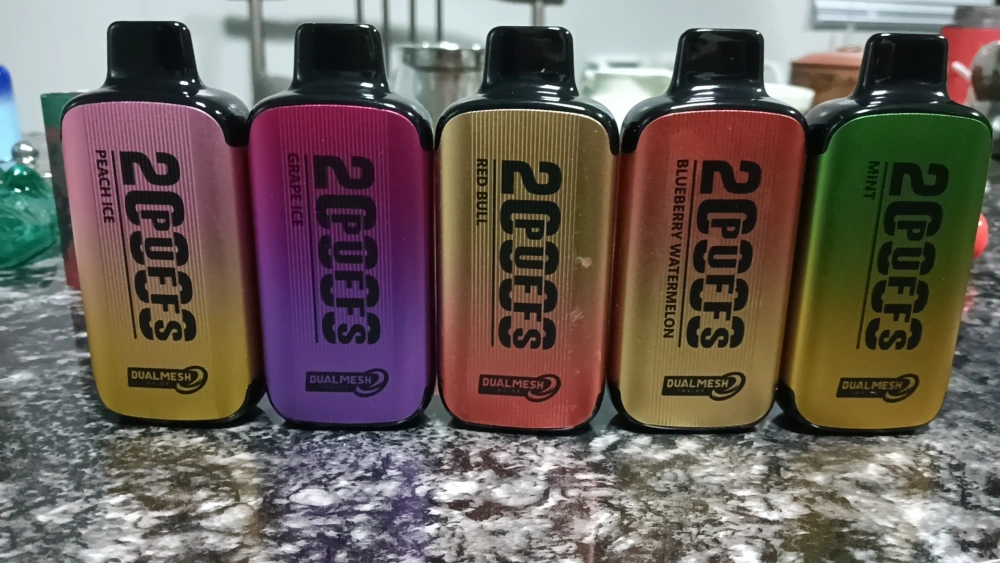 PEACH ICE
20000
PUFFS
DUALMESH
GRAPE ICE
20000
PUFFS
DUALMESH
RED BULL
20000
PUFFS
DUALMESH
BLUEBERRY WATERMELON
20000
PUFFS
DUALMESH
MINT
20000
PUFFS
DUALMESH